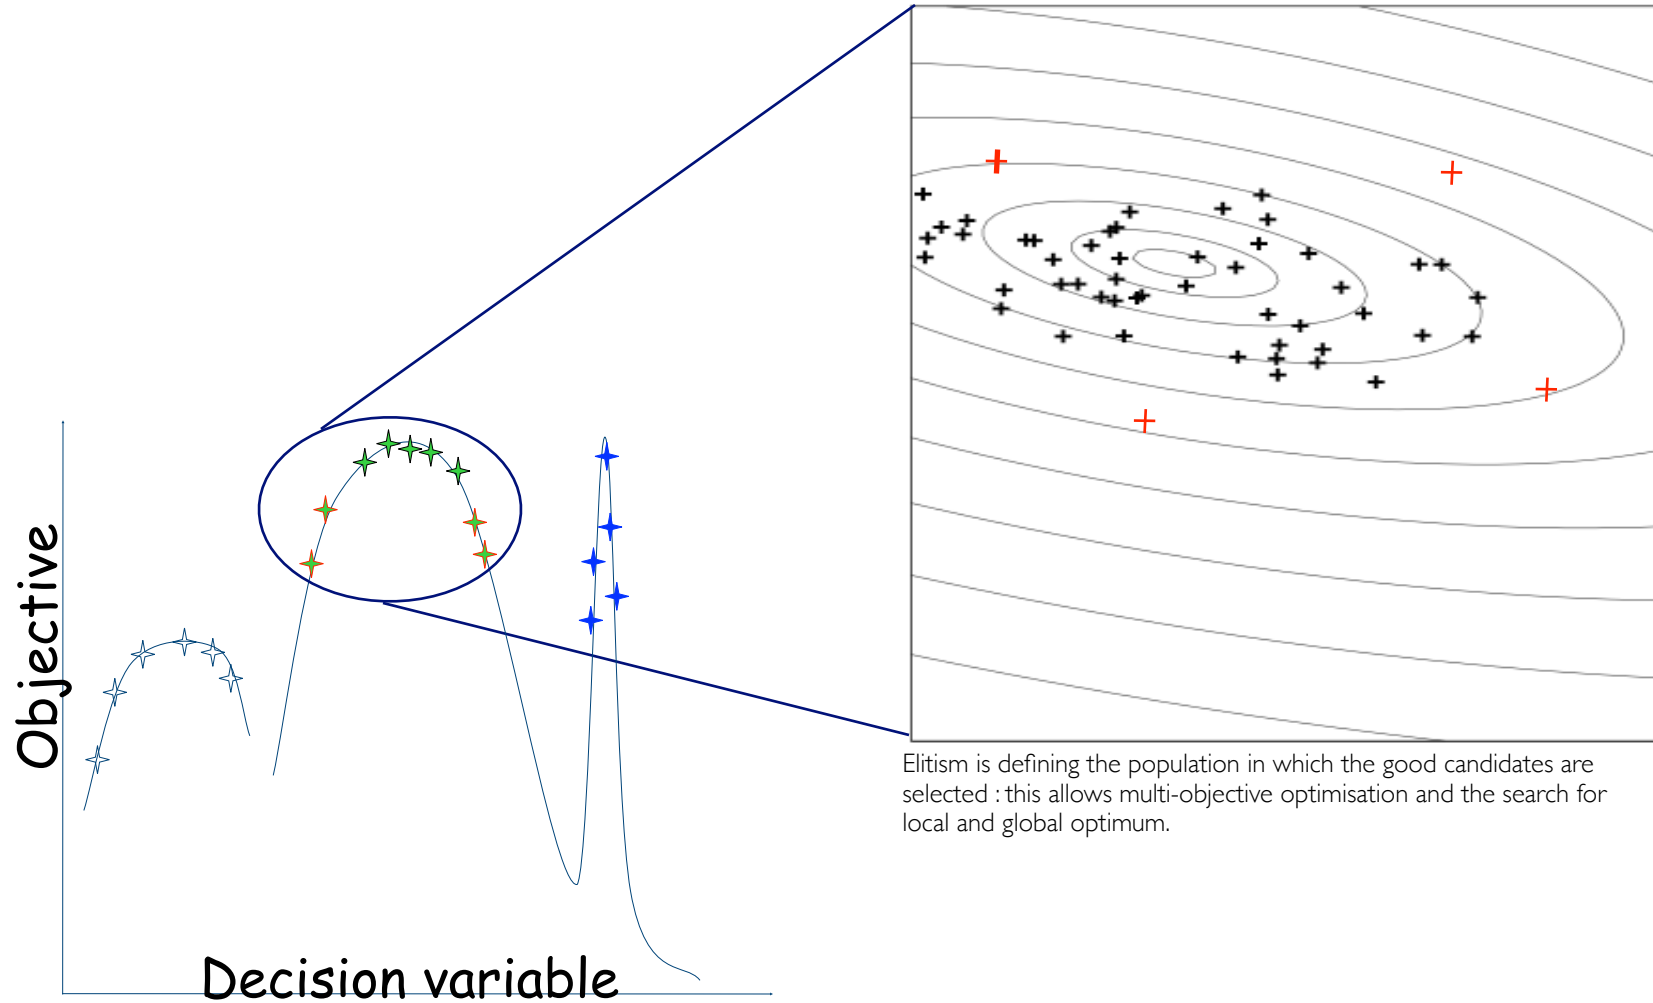 Objective
Decision variable
Elitism is defining the population in which the good candidates are
selected : this allows multi-objective optimisation and the search for
local and global optimum.